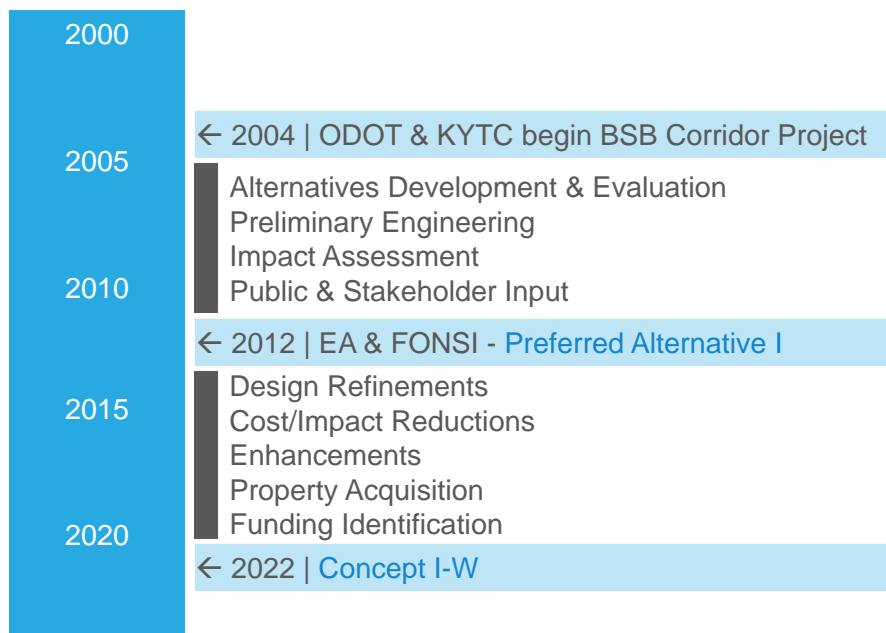 2000
← 2004 | ODOT & KYTC begin BSB Corridor Project
2005
Alternatives Development & Evaluation
Preliminary Engineering
Impact Assessment
2010
Public & Stakeholder Input
← 2012 | EA & FONSI - Preferred Alternative I
Design Refinements
2015
Cost/Impact Reductions
Enhancements
Property Acquisition
Funding Identification
2020
← 2022 | Concept I-W